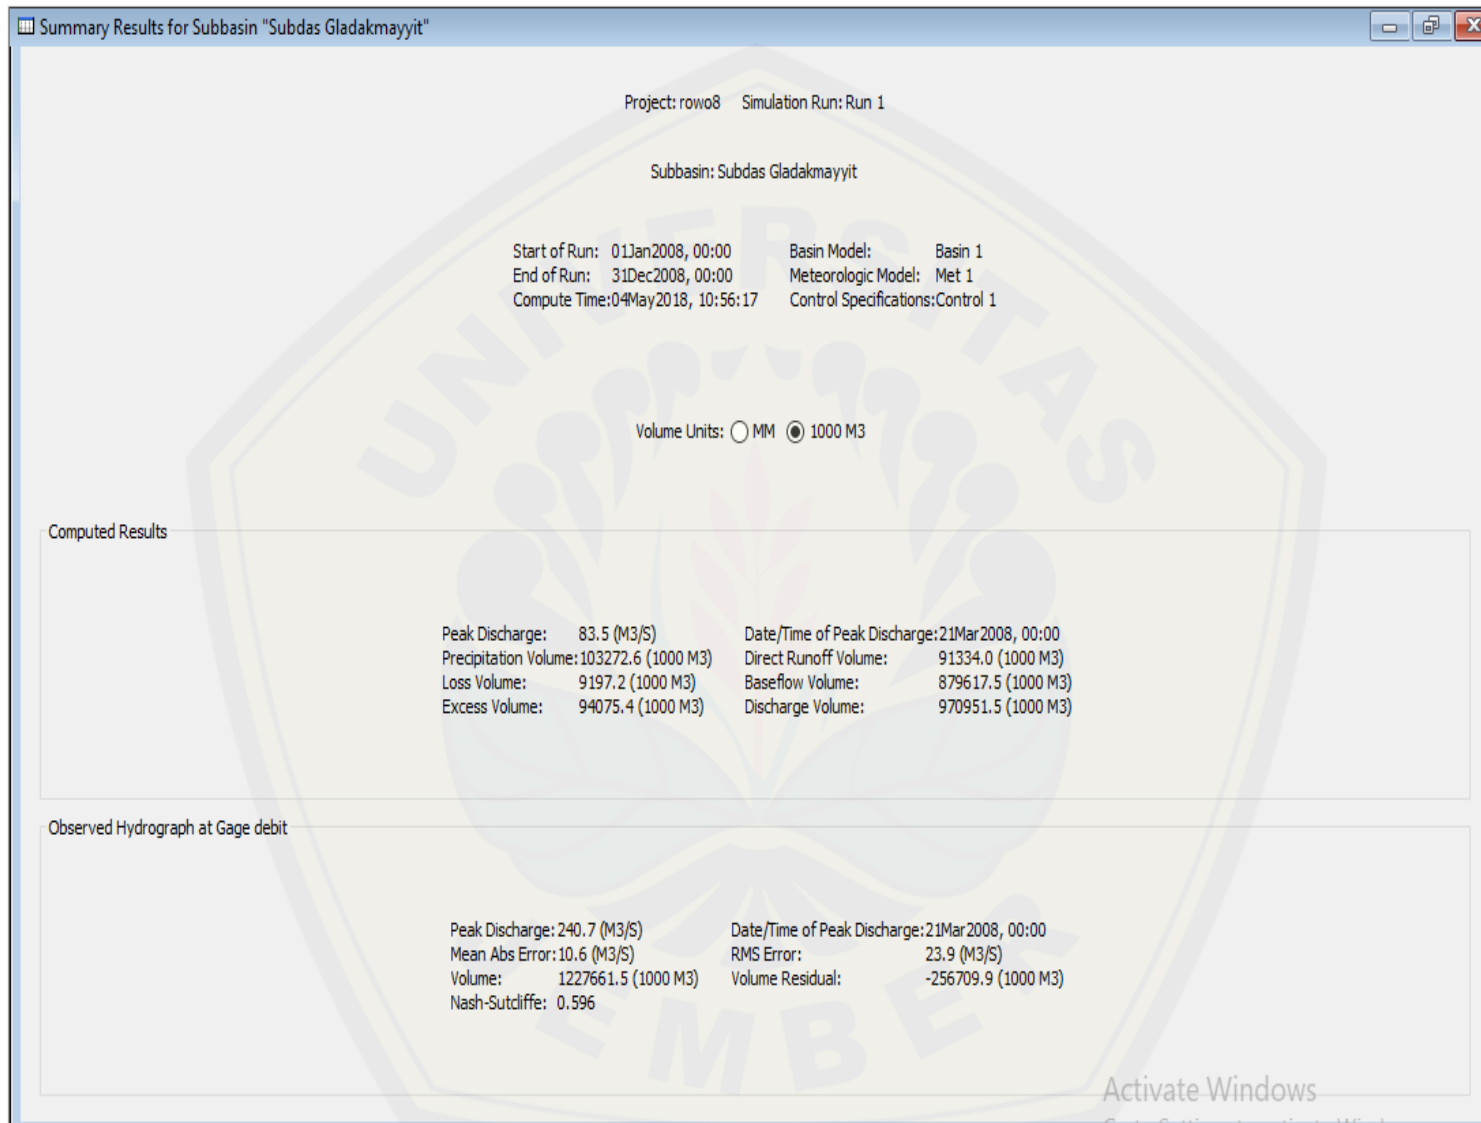 Summary Results for Subbasin "Subdas Gladakmayyit"
Project: rowo8 Simulation Run: Run 1
Subbasin: Subdas Gladakmayyit
Start of Run: 01Jan2008, 00:00 Basin Model: Basin 1
End of Run: 31Dec2008, 00:00 Meteorologic Model: Met 1
Compute Time:04May2018, 10:56:17 Control Specifications:Control 1
Volume Units: MM 1000 M3
Computed Results
Peak Discharge: 83.5 (M3/S) Date/Time of Peak Discharge:21Mar2008, 00:00
Precipitation Volume:103272.6 (1000 M3) Direct Runoff Volume: 91334.0 (1000 M3)
Loss Volume: 9197.2 (1000 M3) Baseflow Volume: 879617.5 (1000 M3)
Excess Volume: 94075.4 (1000 M3) Discharge Volume: 970951.5 (1000 M3)
Observed Hydrograph at Gage debit
Peak Discharge:240.7 (M3/S) Date/Time of Peak Discharge:21Mar2008, 00:00
Mean Abs Error:10.6 (M3/S) RMS Error: 23.9 (M3/S)
Volume: 1227661.5 (1000 M3) Volume Residual: -256709.9 (1000 M3)
Nash-Sutcliffe: 0.596
UNIVERSITAS
EMBER
Activate Windows